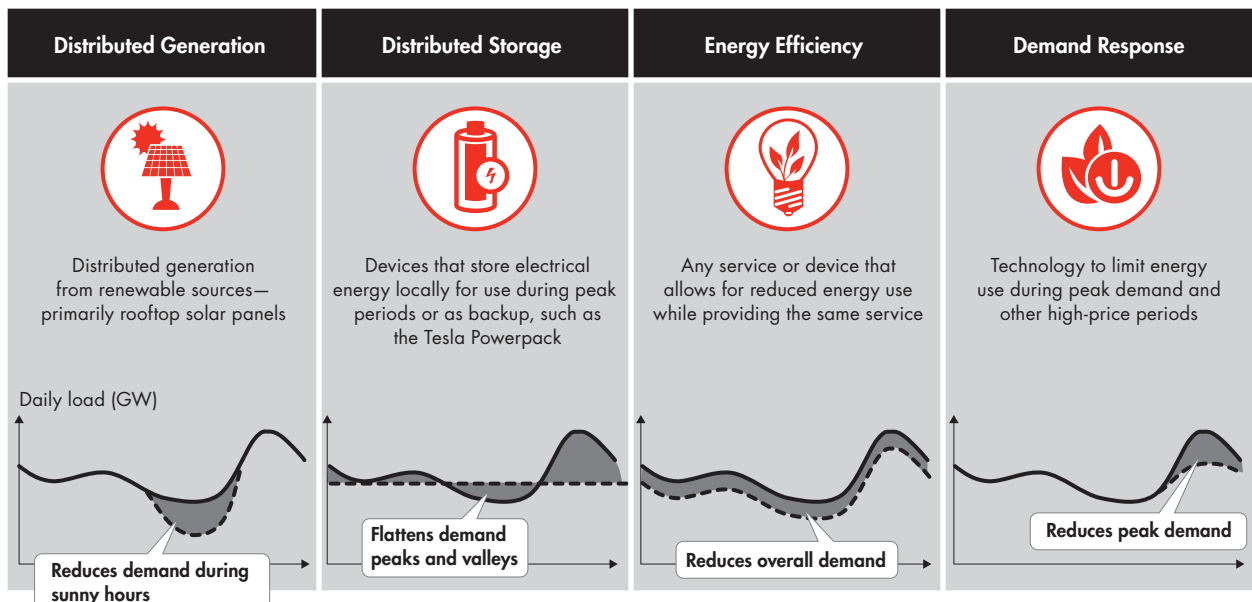 Distributed Generation
Distributed generation
from renewable sources—
primarily rooftop solar panels
Daily load (GW)
Reduces demand during
sunny hours
Distributed Storage
Devices that store electrical
energy locally for use during peak
periods or as backup, such as
the Tesla Powerpack
Flattens demand
peaks and valleys
Energy Efficiency
Any service or device that
allows for reduced energy use
while providing the same service
Reduces overall demand
Demand Response
Technology to limit energy
use during peak demand and
other high-price periods
Reduces peak demand